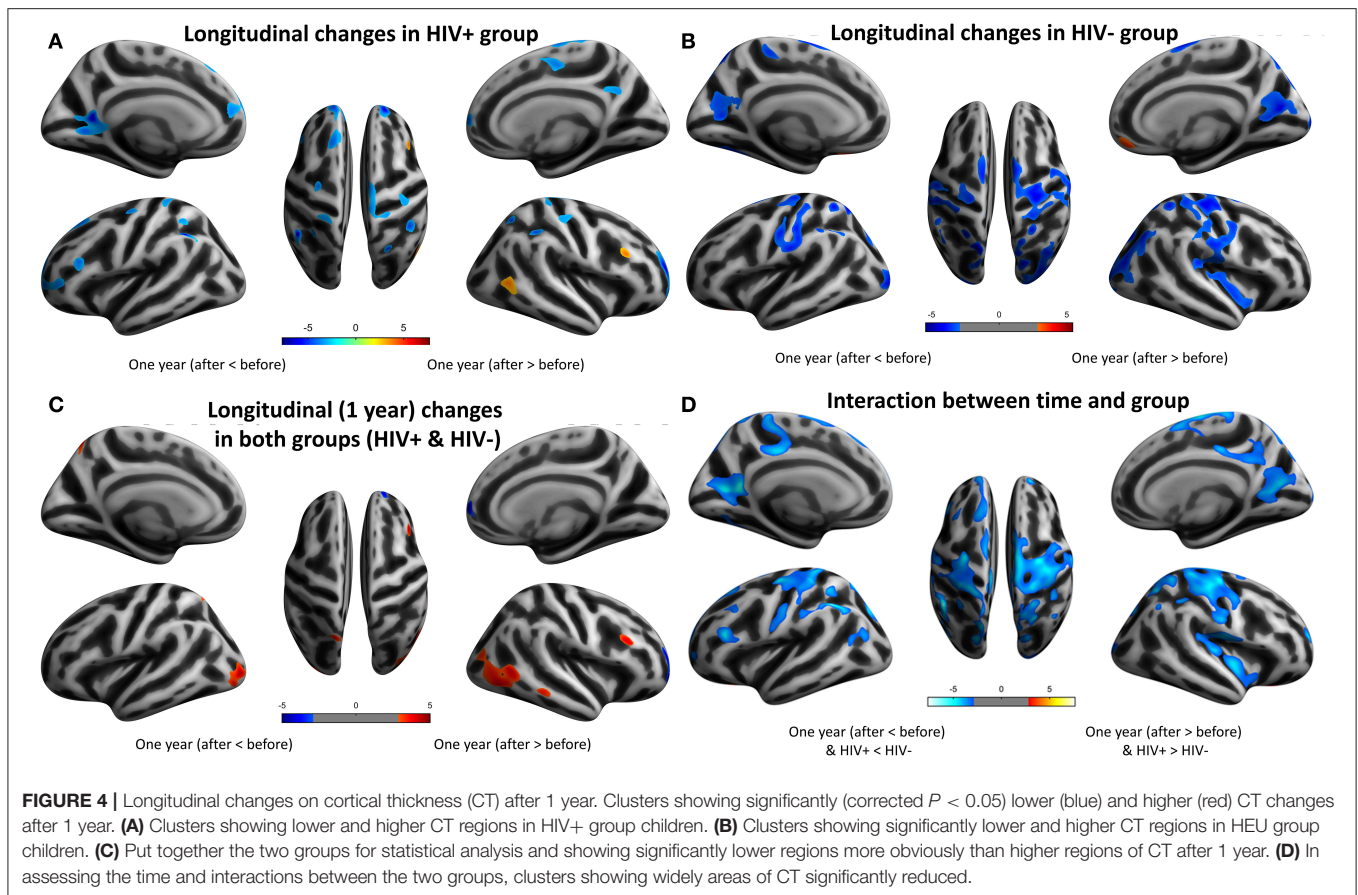 A
Longitudinal changes in HIV+ group
-5 0 5
One year (after < before)
One year (after > before)
B
Longitudinal changes in HIV- group
-5 0 5
One year (after < before)
One year (after > before)
C
Longitudinal (1 year) changes
in both groups (HIV+ & HIV-)
-5 0 5
One year (after < before)
One year (after > before)
D
Interaction between time and group
-5 0 5
One year (after < before)
& HIV+ < HIV-
One year (after > before)
& HIV+ > HIV-
FIGURE 4 | Longitudinal changes on cortical thickness (CT) after 1 year. Clusters showing significantly (corrected P < 0.05) lower (blue) and higher (red) CT changes
after 1 year. (A) Clusters showing lower and higher CT regions in HIV+ group children. (B) Clusters showing significantly lower and higher CT regions in HEU group
children. (C) Put together the two groups for statistical analysis and showing significantly lower regions more obviously than higher regions of CT after 1 year. (D) In
assessing the time and interactions between the two groups, clusters showing widely areas of CT significantly reduced.